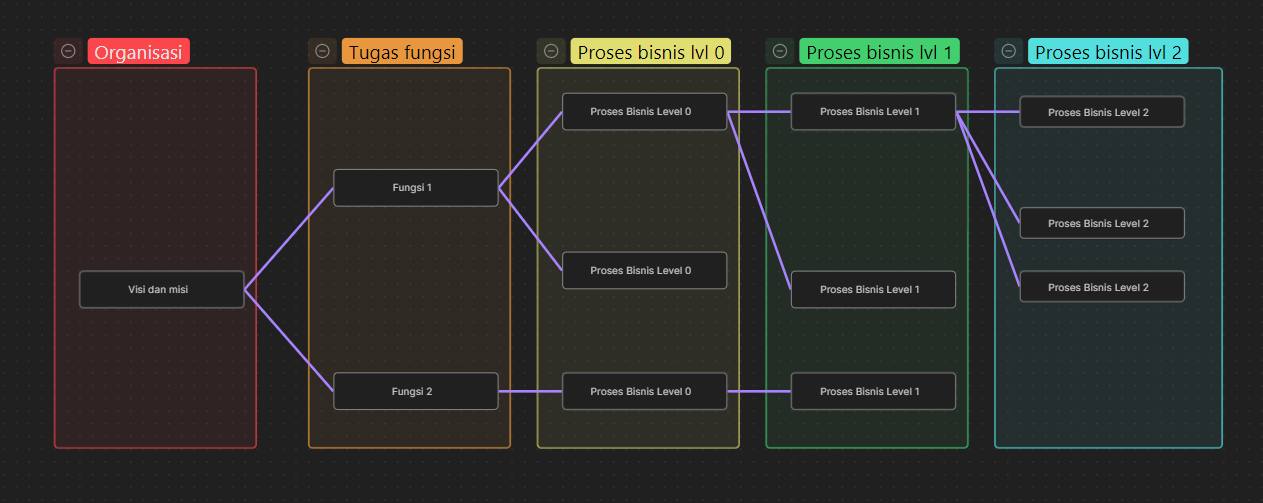 Organisasi
Tugas fungsi
Proses bisnis lvl 0
Proses bisnis lvl 1
Proses bisnis lvl 2
Visi dan misi
Fungsi 1
Fungsi 2
Proses Bisnis Level 0
Proses Bisnis Level 0
Proses Bisnis Level 0
Proses Bisnis Level 1
Proses Bisnis Level 1
Proses Bisnis Level 1
Proses Bisnis Level 2
Proses Bisnis Level 2
Proses Bisnis Level 2